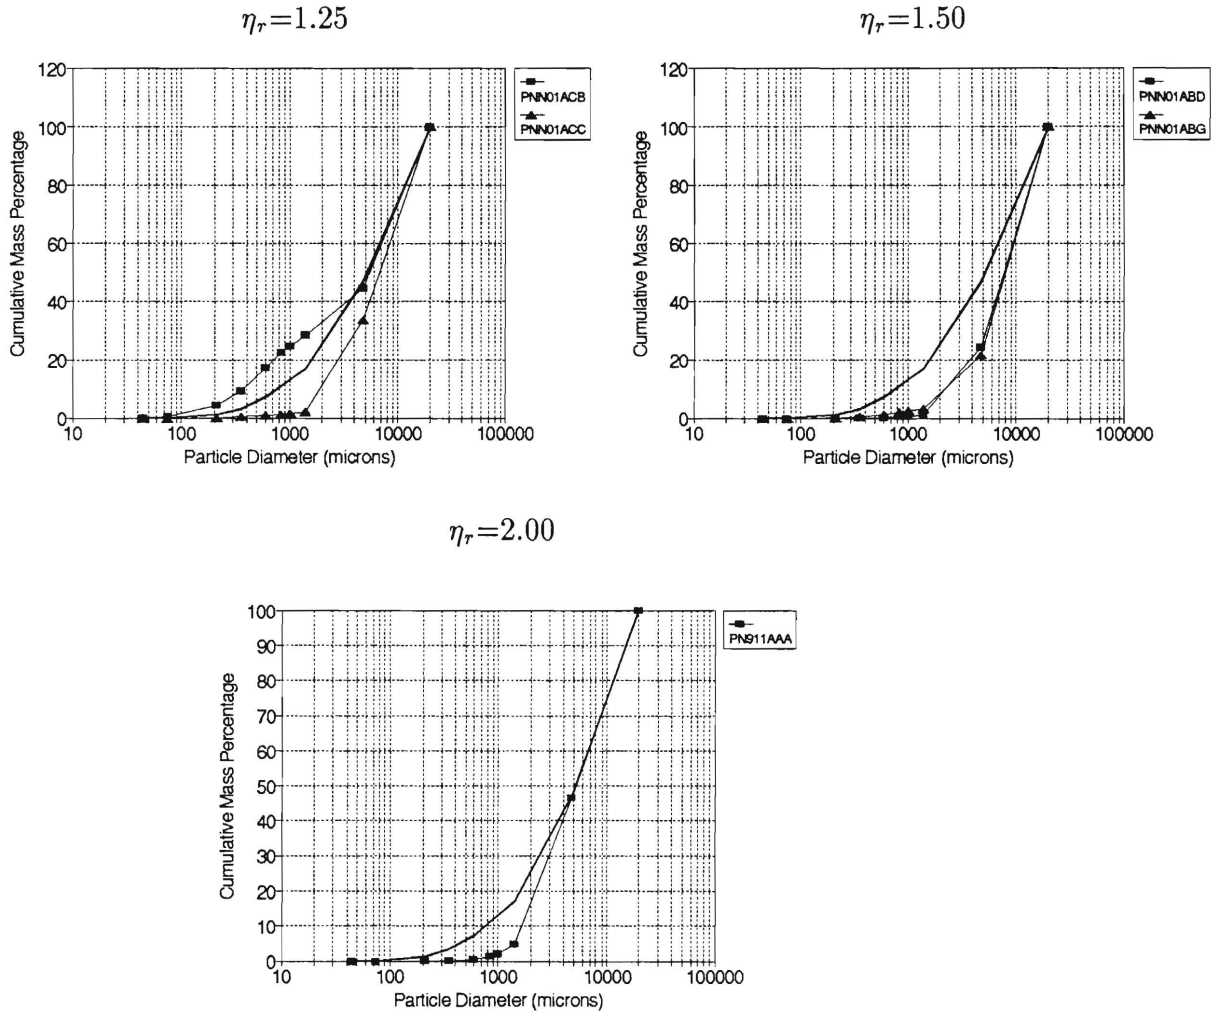 η_r=1.25
120
100
80
60
40
20
0
10 100 1000 10000 100000
Cumulative Mass Percentage
Particle Diameter (microns)
PNN01ACB
PNN01ACC
η_r=1.50
120
100
80
60
40
20
0
10 100 1000 10000 100000
Cumulative Mass Percentage
Particle Diameter (microns)
PNN01ABD
PNN01ABG
η_r=2.00
100
90
80
70
60
50
40
30
20
10
0
10 100 1000 10000 100000
Cumulative Mass Percentage
Particle Diameter (microns)
PN911AAA